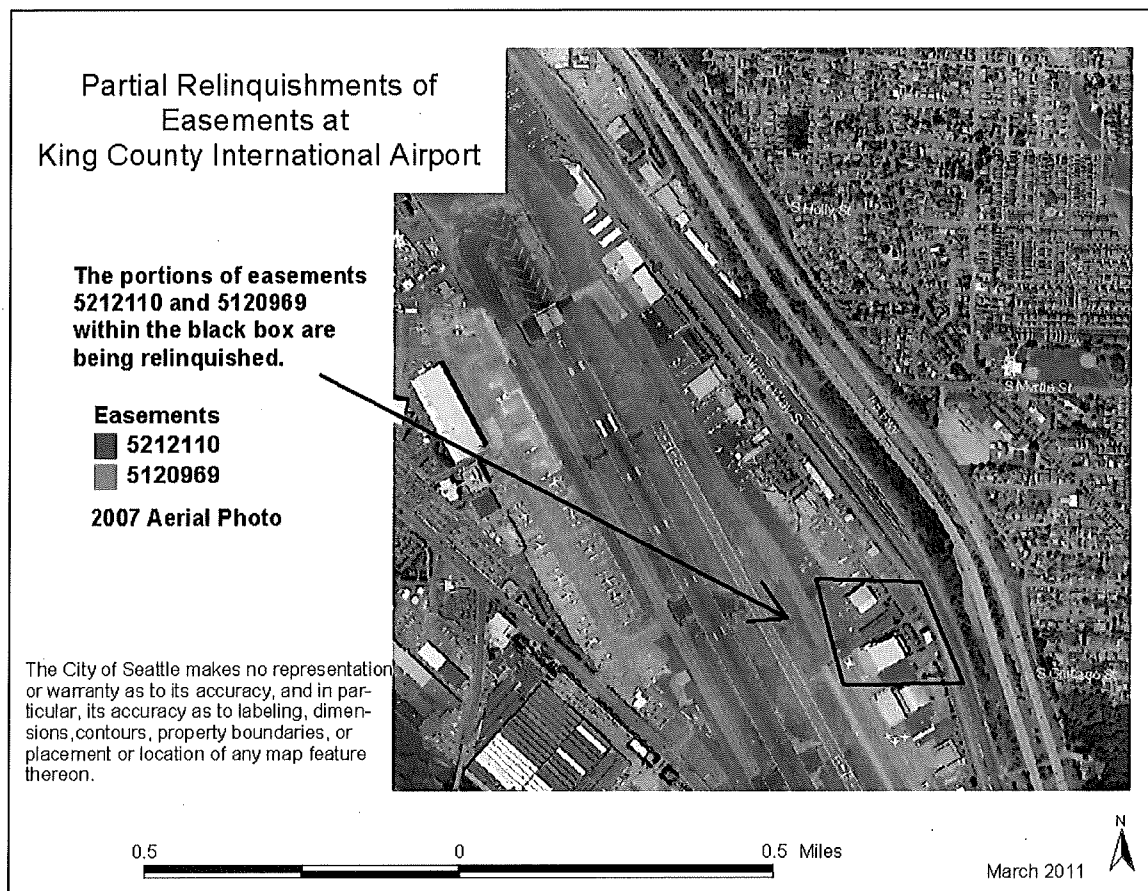 Partial Relinquishments of
Easements at
King County International Airport
The portions of easements
5212110 and 5120969
within the black box are
being relinquished.
Easements
5212110
5120969
2007 Aerial Photo
The City of Seattle makes no representation
or warranty as to its accuracy, and in par-
ticular, its accuracy as to labeling, dimen-
sions,contours, property boundaries, or
placement or location of any map feature
thereon.
S Holly St
S Myrtle St
Airport Way S
S Chicago St
0.5 0 0.5 Miles
N
March 2011